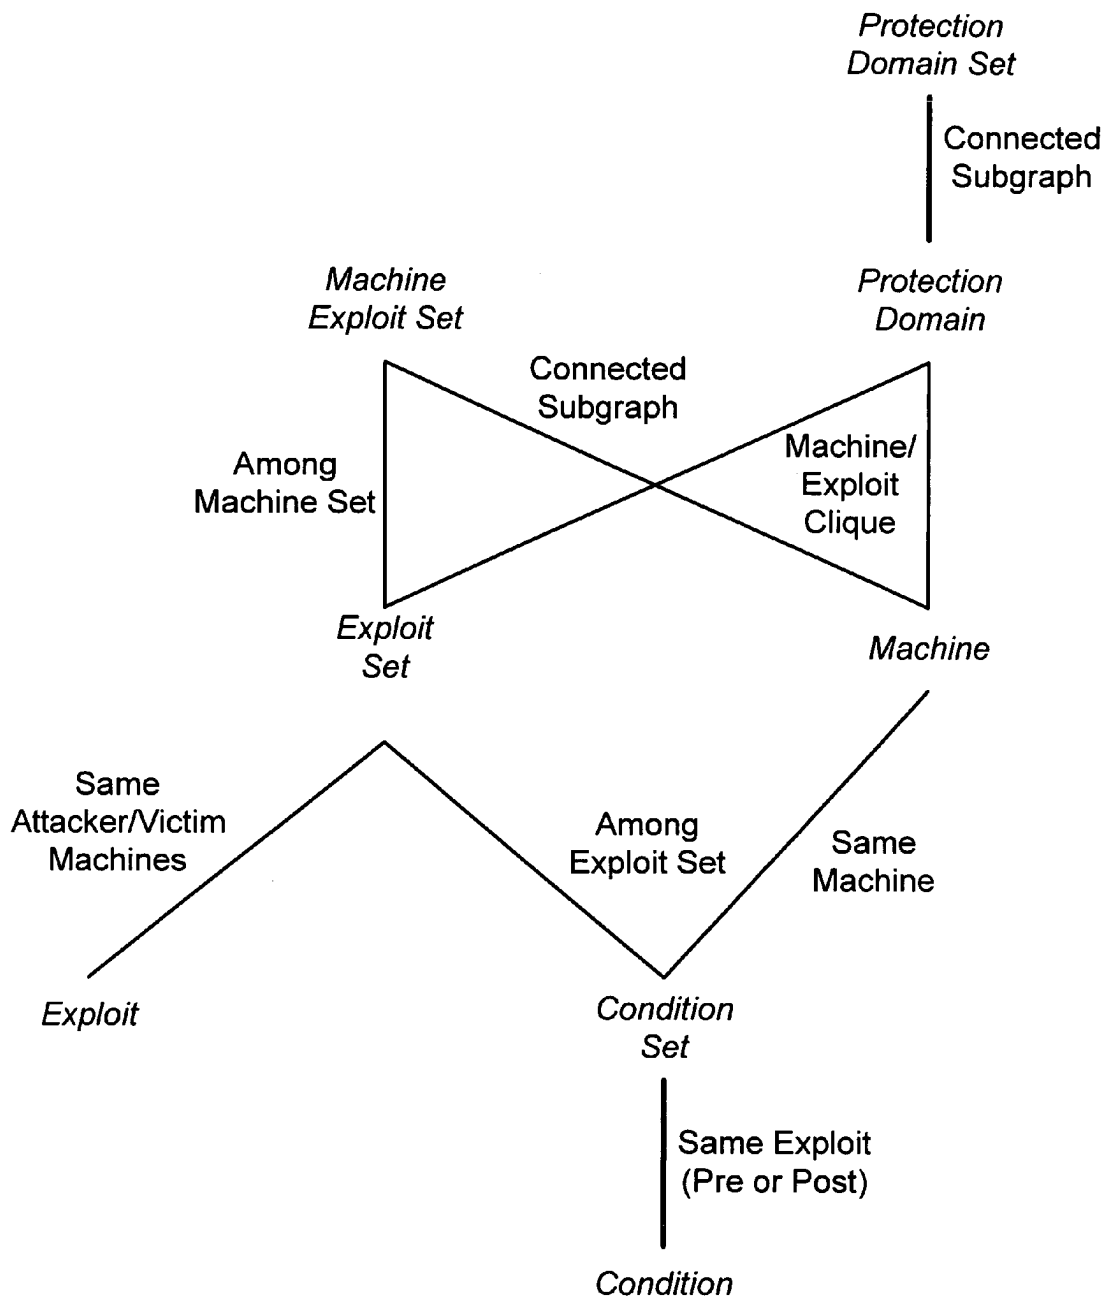 Protection
Domain Set
Connected
Subgraph
Machine
Exploit Set
Protection
Domain
Connected
Subgraph
Among
Machine Set
Machine/
Exploit
Clique
Exploit
Set
Machine
Same
Attacker/Victim
Machines
Among
Exploit Set
Same
Machine
Exploit
Condition
Set
Same Exploit
(Pre or Post)
Condition